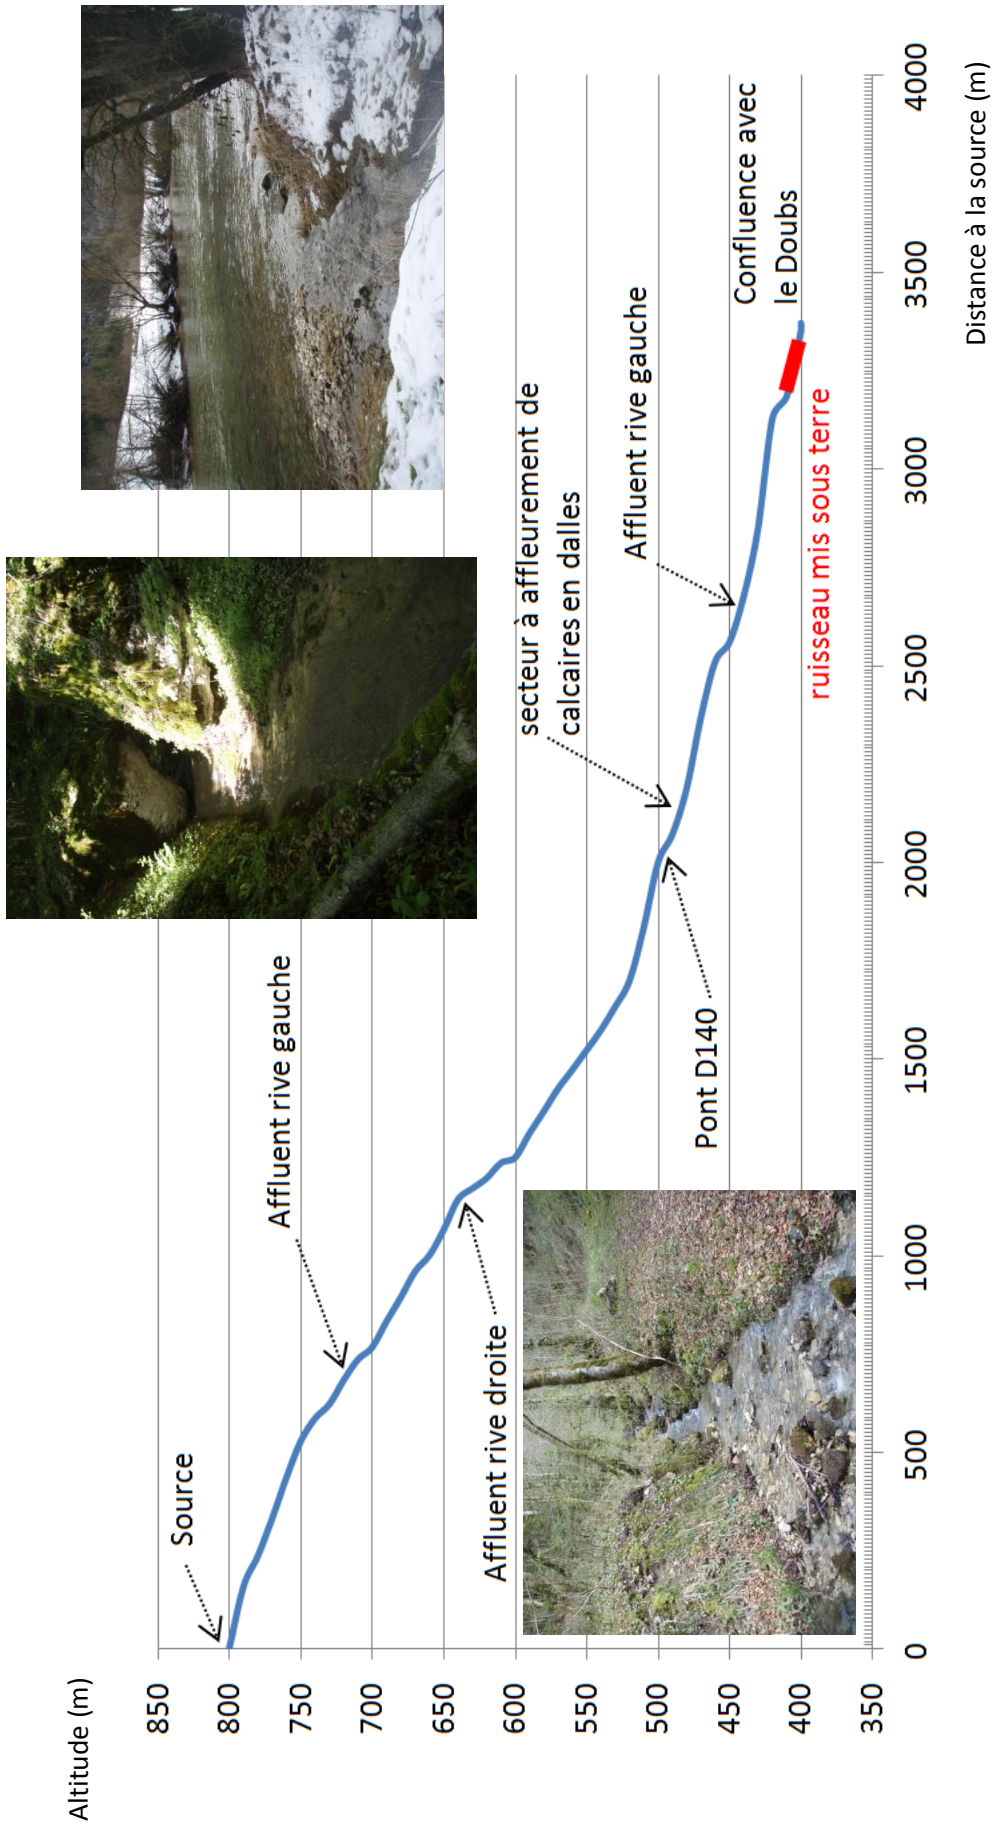 Altitude (m)
850
800
750
700
650
600
550
500
450
400
350
Source
Affluent rive gauche
Affluent rive droite
Pont D140
secteur à affleurement de
calcaires en dalles
Affluent rive gauche
Confluence avec
le Doubs
ruisseau mis sous terre
0
500
1000
1500
2000
2500
3000
3500
4000
Distance à la source (m)